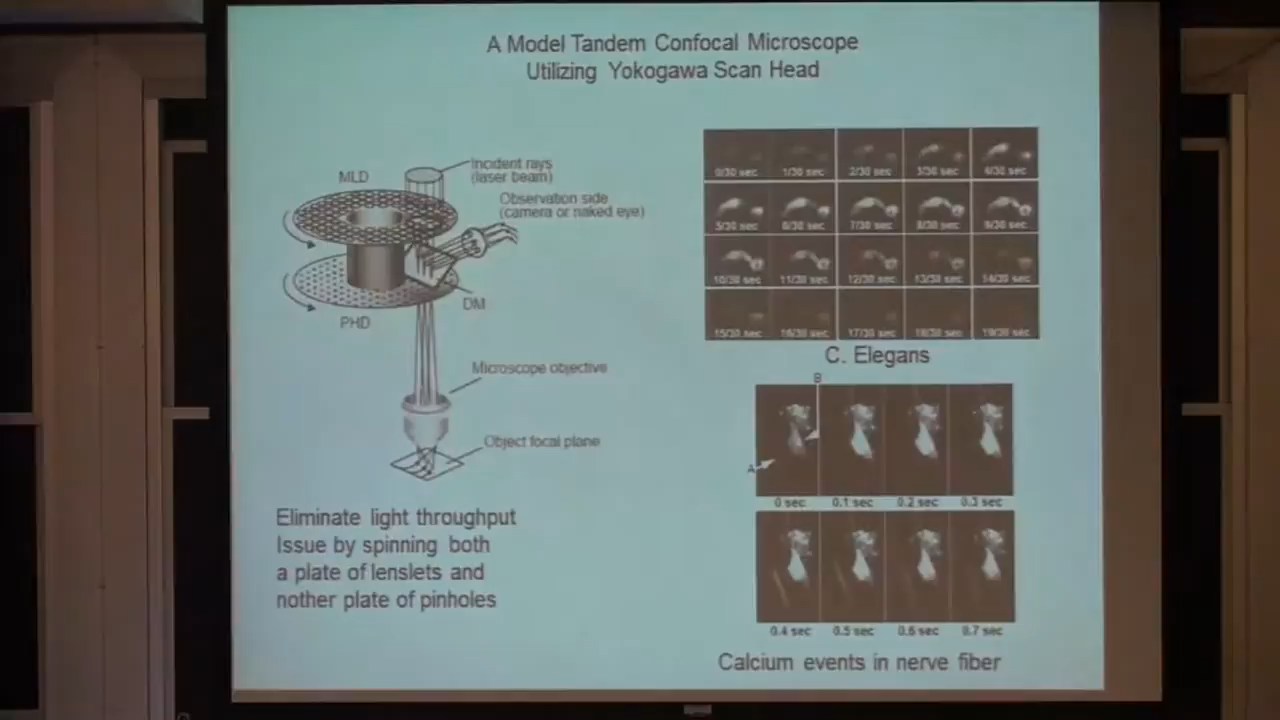 A Model Tandem Confocal Microscope
Utilizing Yokogawa Scan Head
MLD
Incident rays
(laser beam)
Observation side
(camera or naked eye)
DM
PHD
Microscope objective
Object focal plane
Eliminate light throughput
Issue by spinning both
a plate of lenslets and
nother plate of pinholes
0/30 sec 1/30 sec 2/30 sec 3/30 sec 4/30 sec
5/30 sec 6/30 sec 7/30 sec 8/30 sec 9/30 sec
10/30 sec 11/30 sec 12/30 sec 13/30 sec 14/30 sec
15/30 sec 16/30 sec 17/30 sec 18/30 sec 19/30 sec
C. Elegans
B
A
0 sec 0.1 sec 0.2 sec 0.3 sec
0.4 sec 0.5 sec 0.6 sec 0.7 sec
Calcium events in nerve fiber